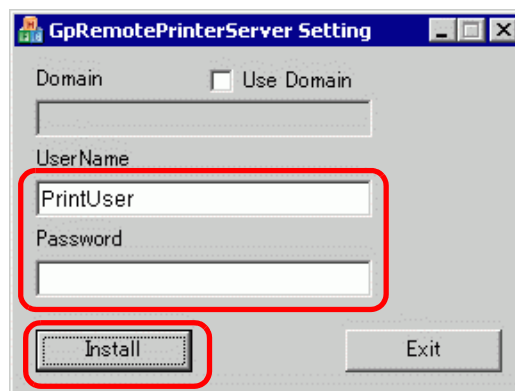 GpRemotePrinterServer Setting
Domain Use Domain
UserName
PrintUser
Password
Install Exit